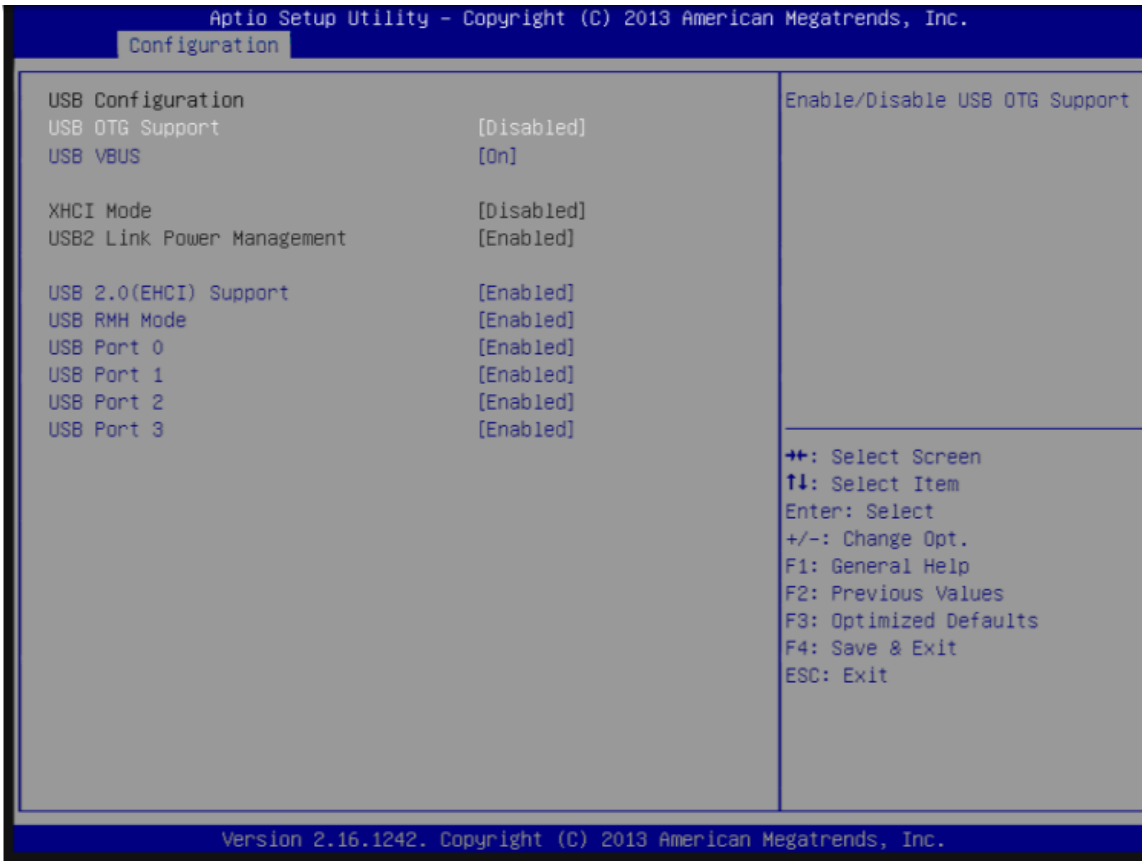 Aptio Setup Utility – Copyright (C) 2013 American Megatrends, Inc.
Configuration
USB Configuration
USB OTG Support [Disabled]
USB VBUS [On]
XHCI Mode [Disabled]
USB2 Link Power Management [Enabled]
USB 2.0(EHCI) Support [Enabled]
USB RMH Mode [Enabled]
USB Port 0 [Enabled]
USB Port 1 [Enabled]
USB Port 2 [Enabled]
USB Port 3 [Enabled]
Enable/Disable USB OTG Support
→←: Select Screen
↑↓: Select Item
Enter: Select
+/-: Change Opt.
F1: General Help
F2: Previous Values
F3: Optimized Defaults
F4: Save & Exit
ESC: Exit
Version 2.16.1242. Copyright (C) 2013 American Megatrends, Inc.